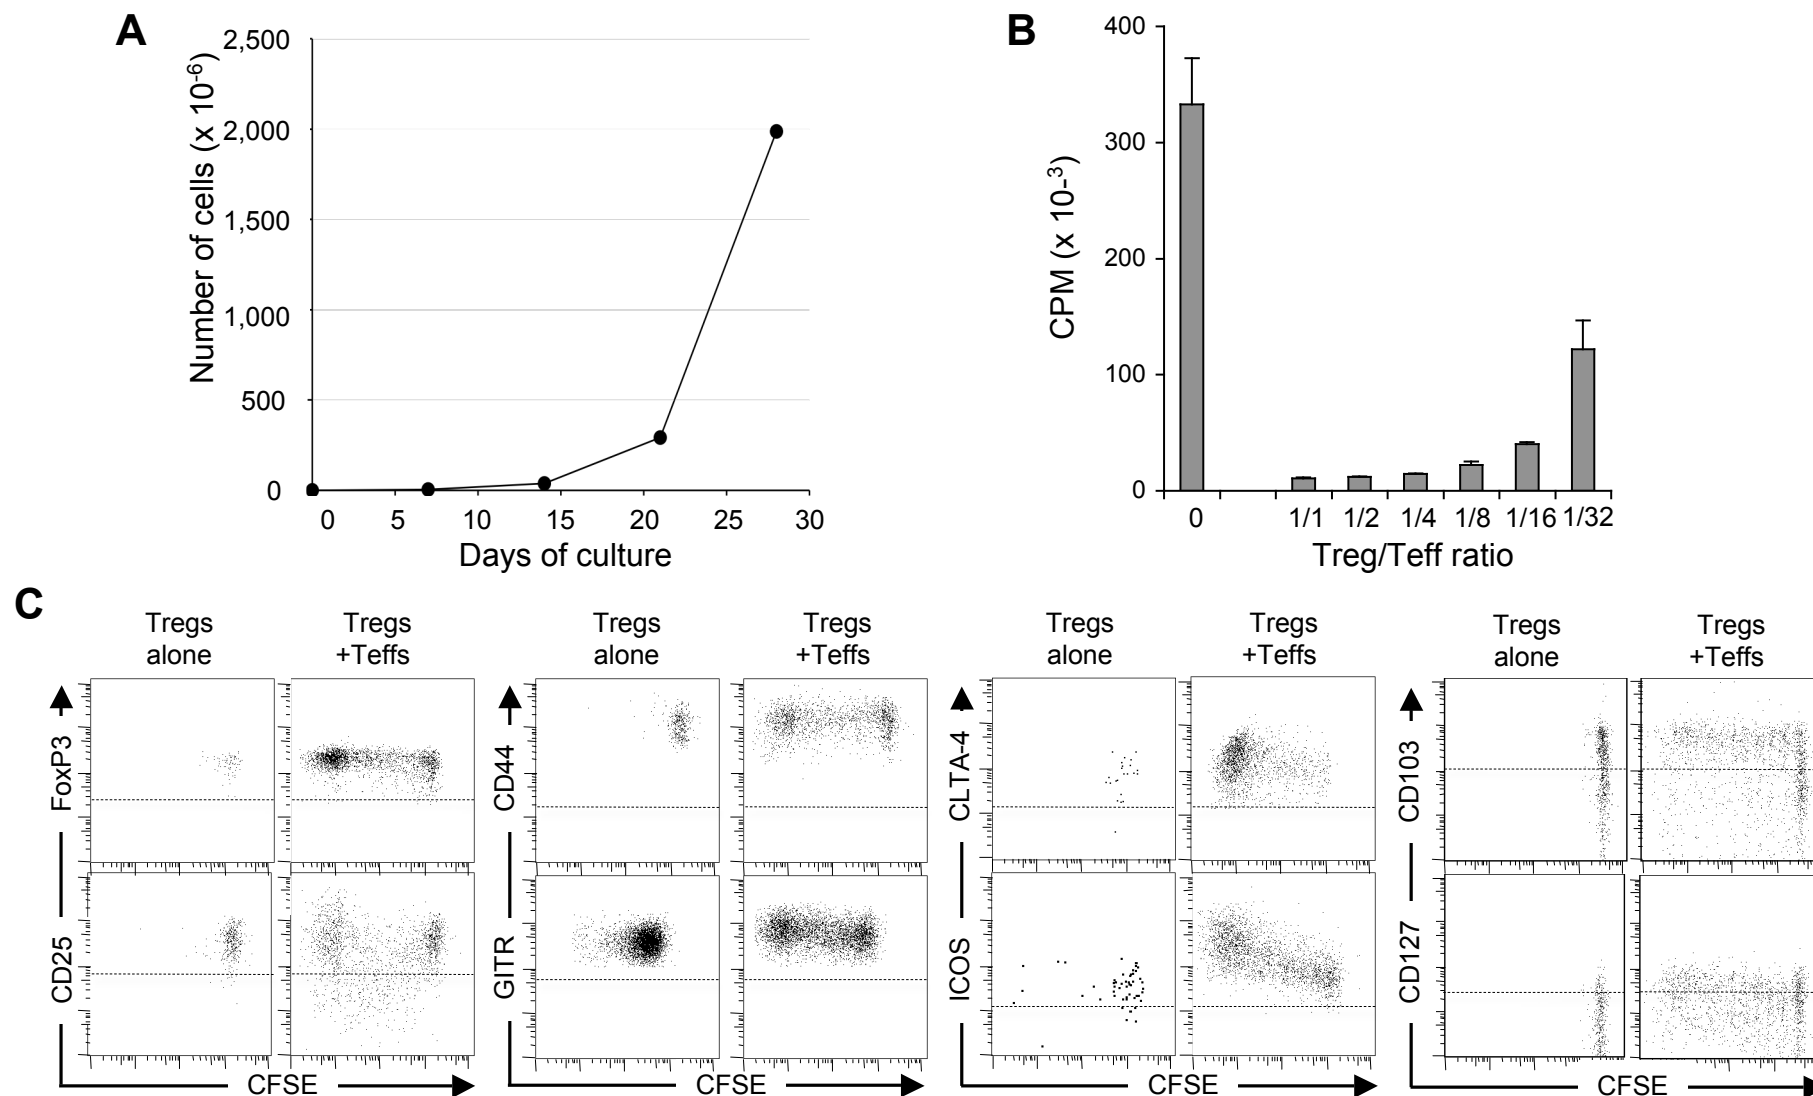 A
2,500
2,000
1,500
1,000
500
0
0 5 10 15 20 25 30
Number of cells (x 10-6)
Days of culture
B
400
300
200
100
0
0 1/1 1/2 1/4 1/8 1/16 1/32
CPM (x 10-3)
Treg/Teff ratio
C
Tregs
alone
Tregs
+Teffs
Tregs
alone
Tregs
+Teffs
Tregs
alone
Tregs
+Teffs
Tregs
alone
Tregs
+Teffs
FoxP3
CD44
CLTA-4
CD103
CD25
GITR
ICOS
CD127
CFSE
CFSE
CFSE
CFSE